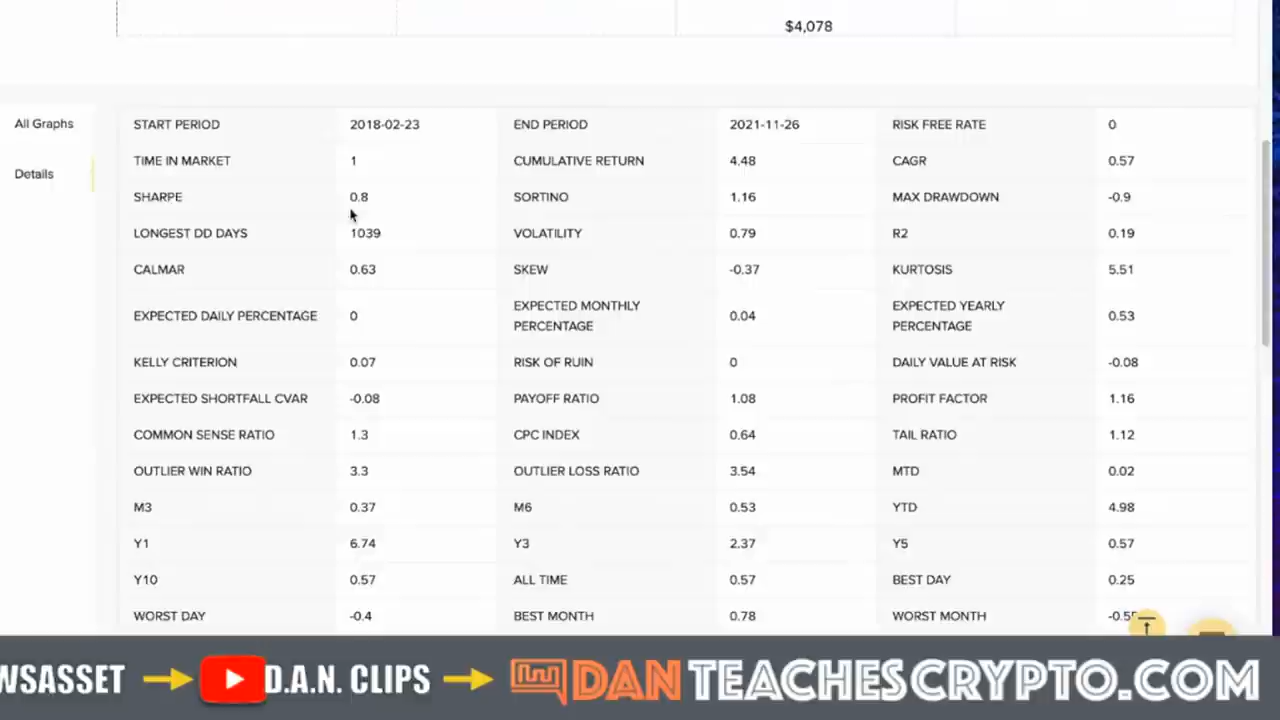 $4,078
All Graphs
Details
START PERIOD 2018-02-23 END PERIOD 2021-11-26 RISK FREE RATE 0
TIME IN MARKET 1 CUMULATIVE RETURN 4.48 CAGR 0.57
SHARPE 0.8 SORTINO 1.16 MAX DRAWDOWN -0.9
LONGEST DD DAYS 1039 VOLATILITY 0.79 R2 0.19
CALMAR 0.63 SKEW -0.37 KURTOSIS 5.51
EXPECTED DAILY PERCENTAGE 0 EXPECTED MONTHLY PERCENTAGE 0.04 EXPECTED YEARLY PERCENTAGE 0.53
KELLY CRITERION 0.07 RISK OF RUIN 0 DAILY VALUE AT RISK -0.08
EXPECTED SHORTFALL CVAR -0.08 PAYOFF RATIO 1.08 PROFIT FACTOR 1.16
COMMON SENSE RATIO 1.3 CPC INDEX 0.64 TAIL RATIO 1.12
OUTLIER WIN RATIO 3.3 OUTLIER LOSS RATIO 3.54 MTD 0.02
M3 0.37 M6 0.53 YTD 4.98
Y1 6.74 Y3 2.37 Y5 0.57
Y10 0.57 ALL TIME 0.57 BEST DAY 0.25
WORST DAY -0.4 BEST MONTH 0.78 WORST MONTH
WSASSET D.A.N. CLIPS DANTEACHESCRYPTO.COM